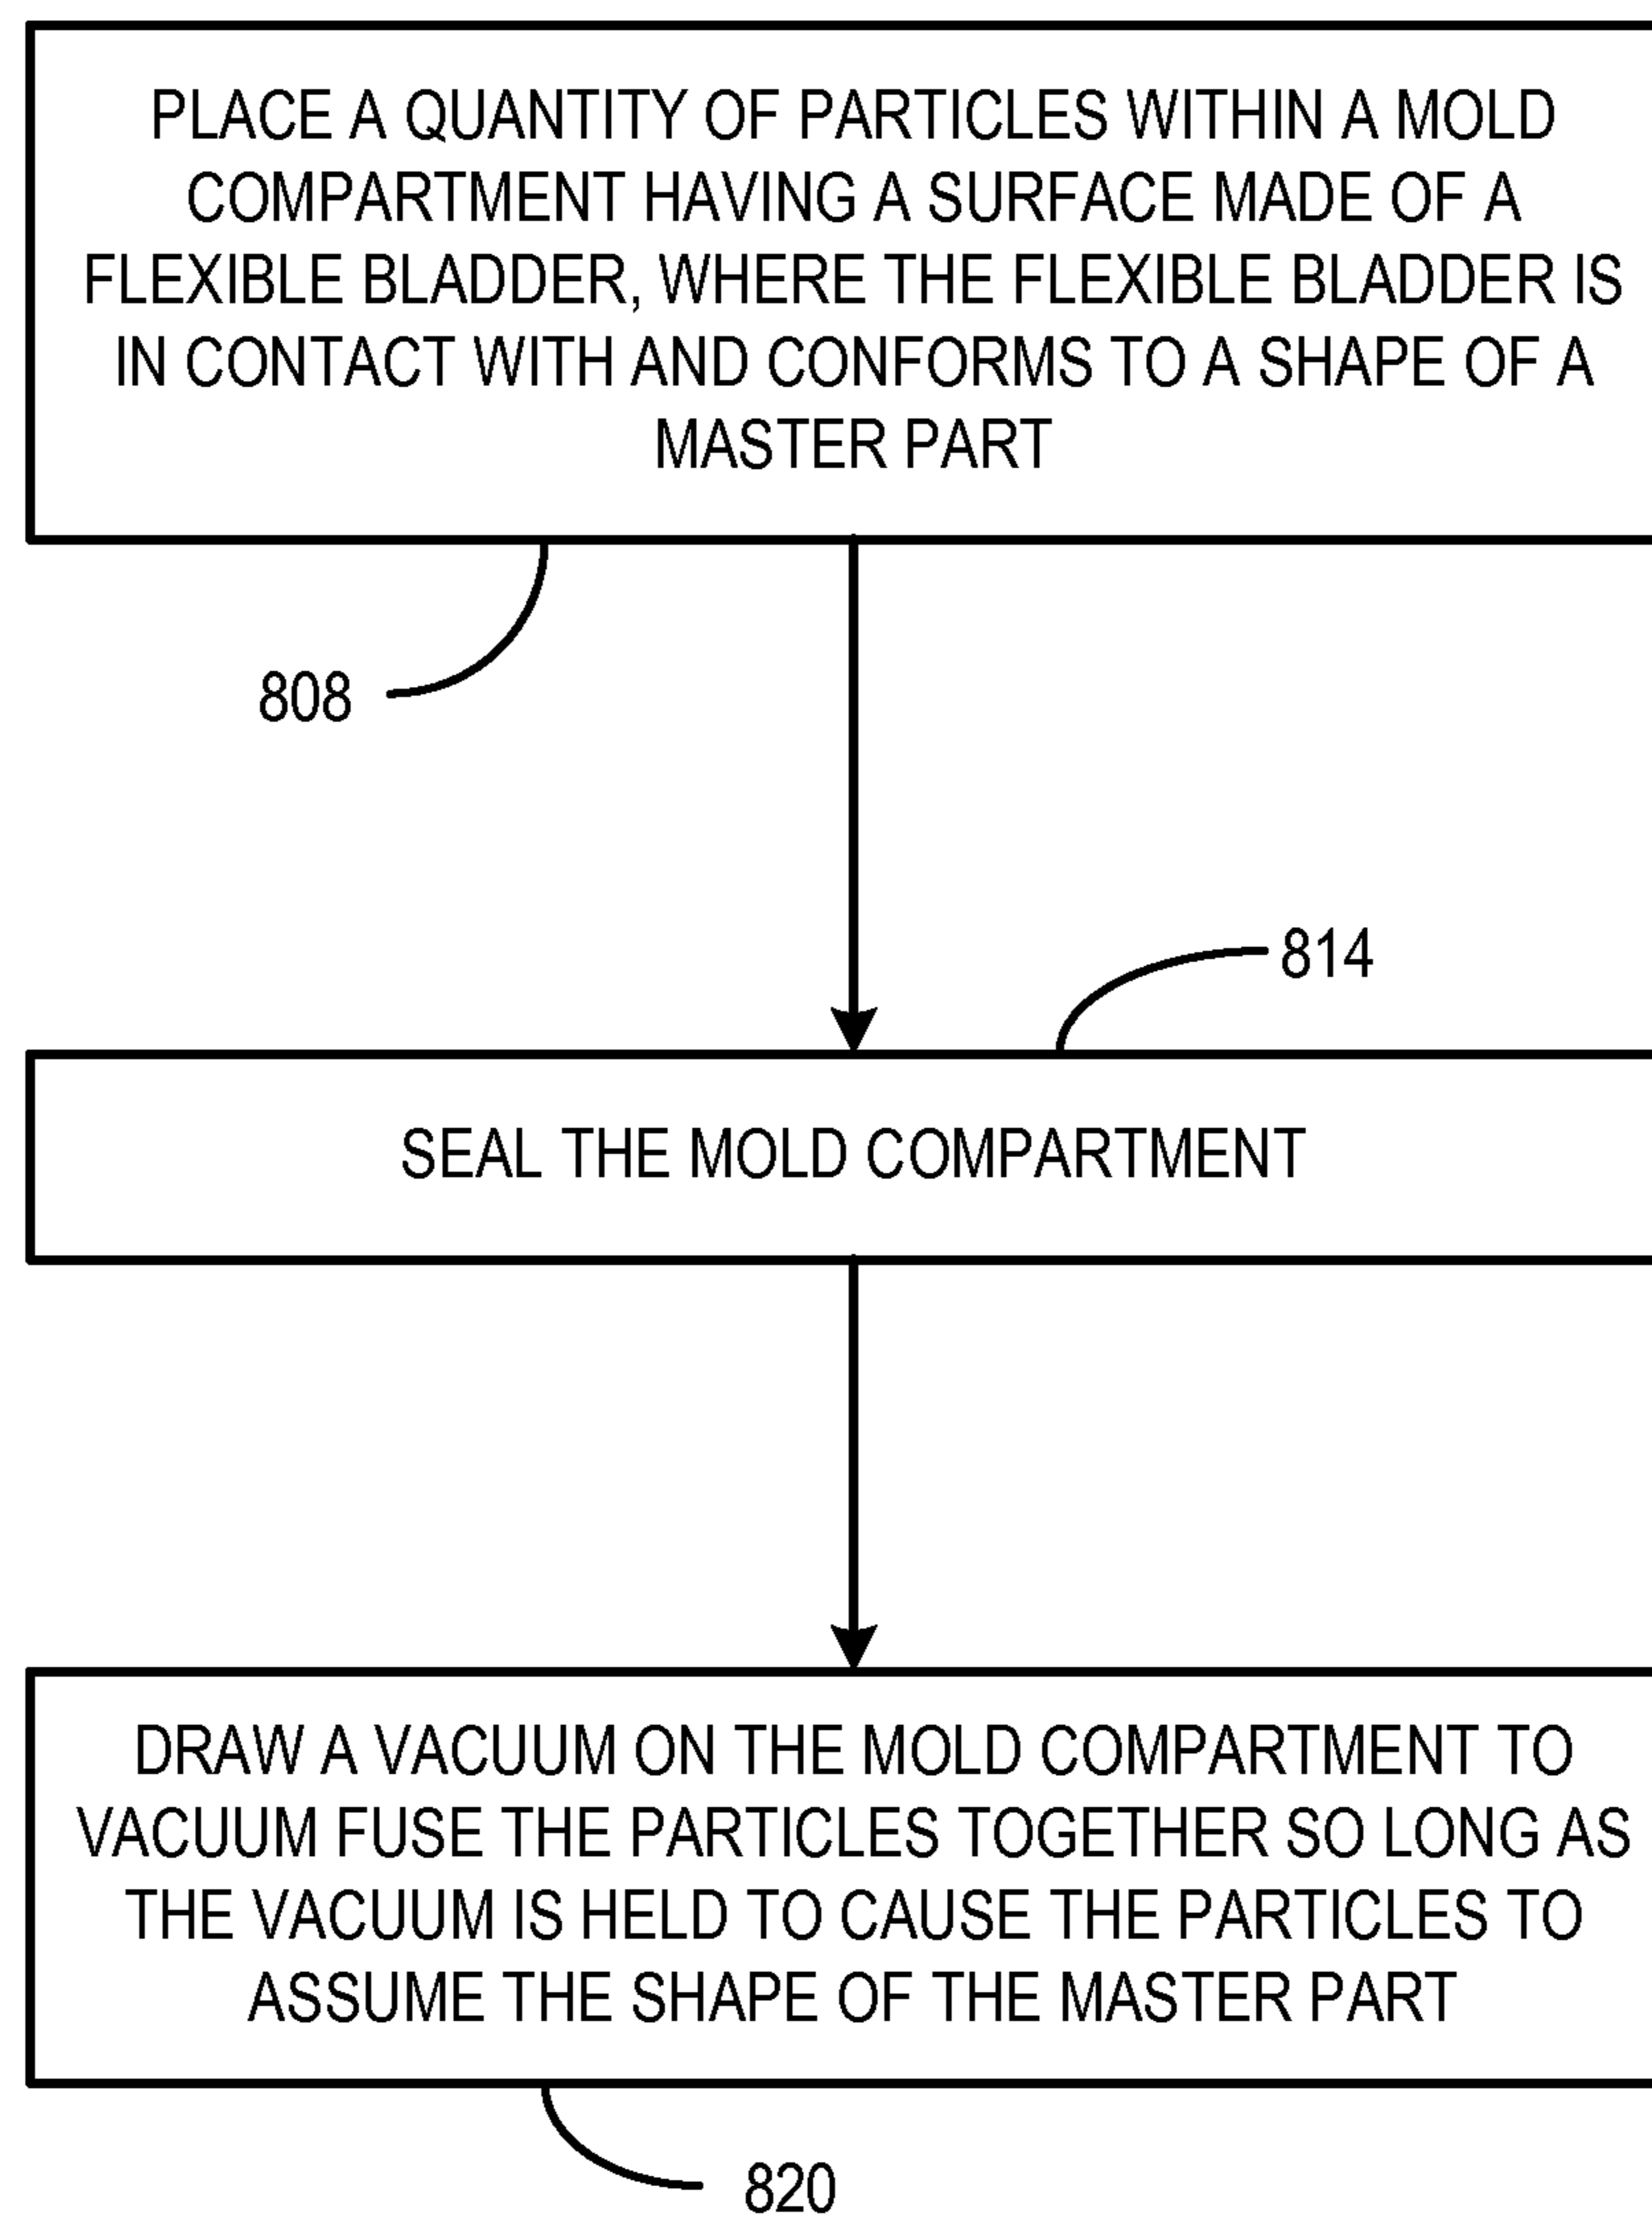 PLACE A QUANTITY OF PARTICLES WITHIN A MOLD
COMPARTMENT HAVING A SURFACE MADE OF A
FLEXIBLE BLADDER, WHERE THE FLEXIBLE BLADDER IS
IN CONTACT WITH AND CONFORMS TO A SHAPE OF A
MASTER PART
808
814
SEAL THE MOLD COMPARTMENT
DRAW A VACUUM ON THE MOLD COMPARTMENT TO
VACUUM FUSE THE PARTICLES TOGETHER SO LONG AS
THE VACUUM IS HELD TO CAUSE THE PARTICLES TO
ASSUME THE SHAPE OF THE MASTER PART
820